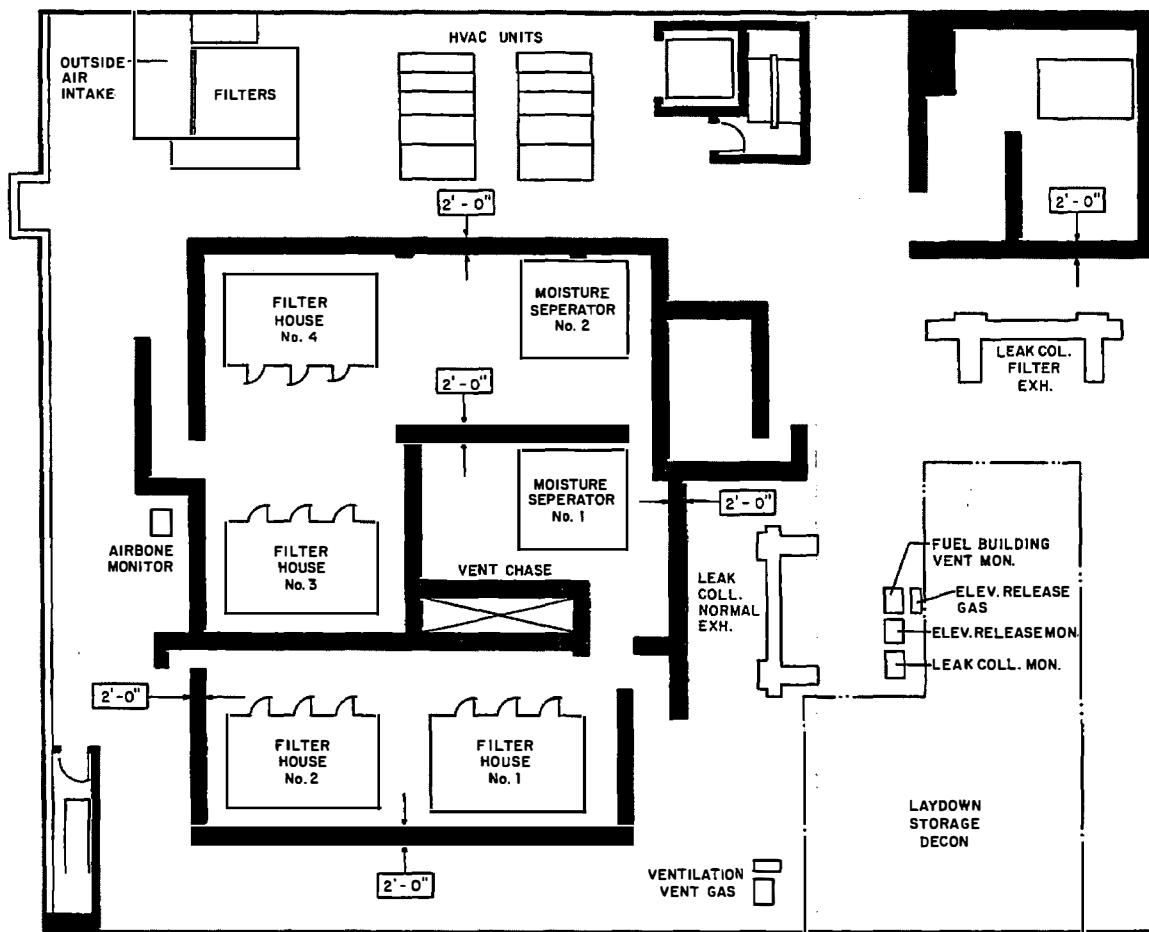 HVAC UNITS
OUTSIDE
AIR
INTAKE
FILTERS
2'-0"
2'-0"
FILTER
HOUSE
No. 4
MOISTURE
SEPERATOR
No. 2
LEAK COL.
FILTER
EXH.
2'-0"
MOISTURE
SEPERATOR
No. 1
2'-0"
AIRBONE
MONITOR
FILTER
HOUSE
No. 3
VENT CHASE
LEAK
COLL.
NORMAL
EXH.
FUEL BUILDING
VENT MON.
ELEV. RELEASE
GAS
ELEV. RELEASE MON.
LEAK COLL. MON.
2'-0"
FILTER
HOUSE
No. 2
FILTER
HOUSE
No. 1
LAYDOWN
STORAGE
DECON
2'-0"
VENTILATION
VENT GAS